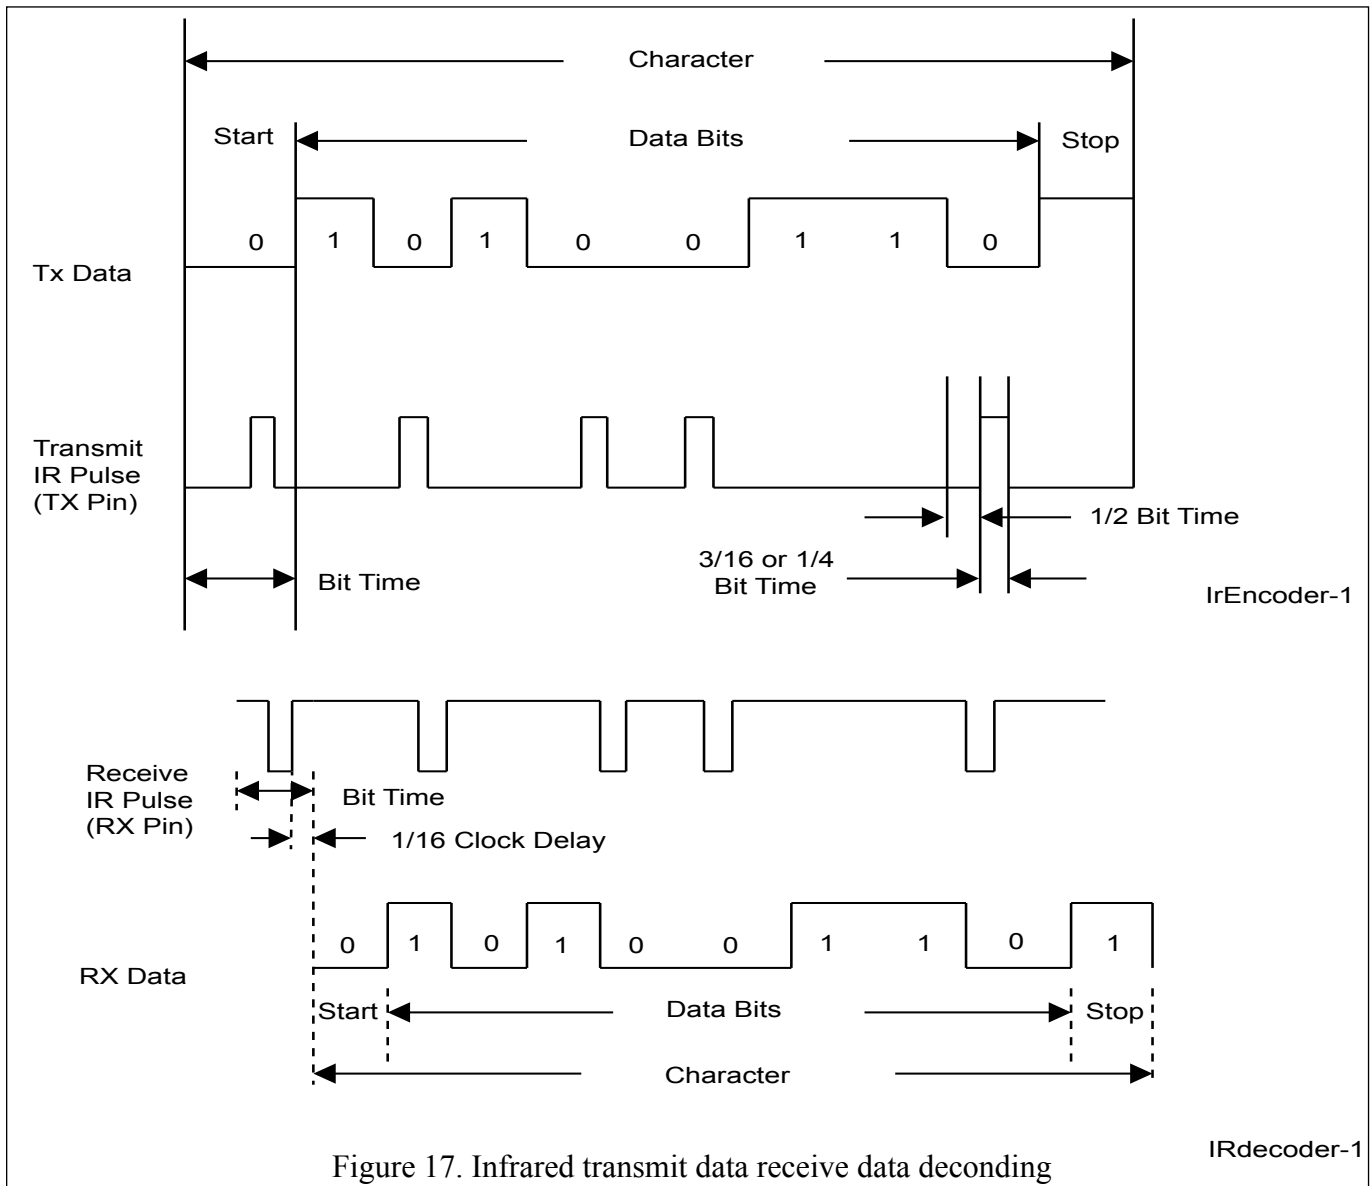 Character
Start
Data Bits
Stop
0 1 0 1 0 0 1 1 0
Tx Data
Transmit
IR Pulse
(TX Pin)
1/2 Bit Time
3/16 or 1/4
Bit Time
Bit Time
IrEncoder-1
Receive
IR Pulse
(RX Pin)
Bit Time
1/16 Clock Delay
0 1 0 1 0 0 1 1 0 1
RX Data
Start
Data Bits
Stop
Character
IRdecoder-1
Figure 17. Infrared transmit data receive data deconding